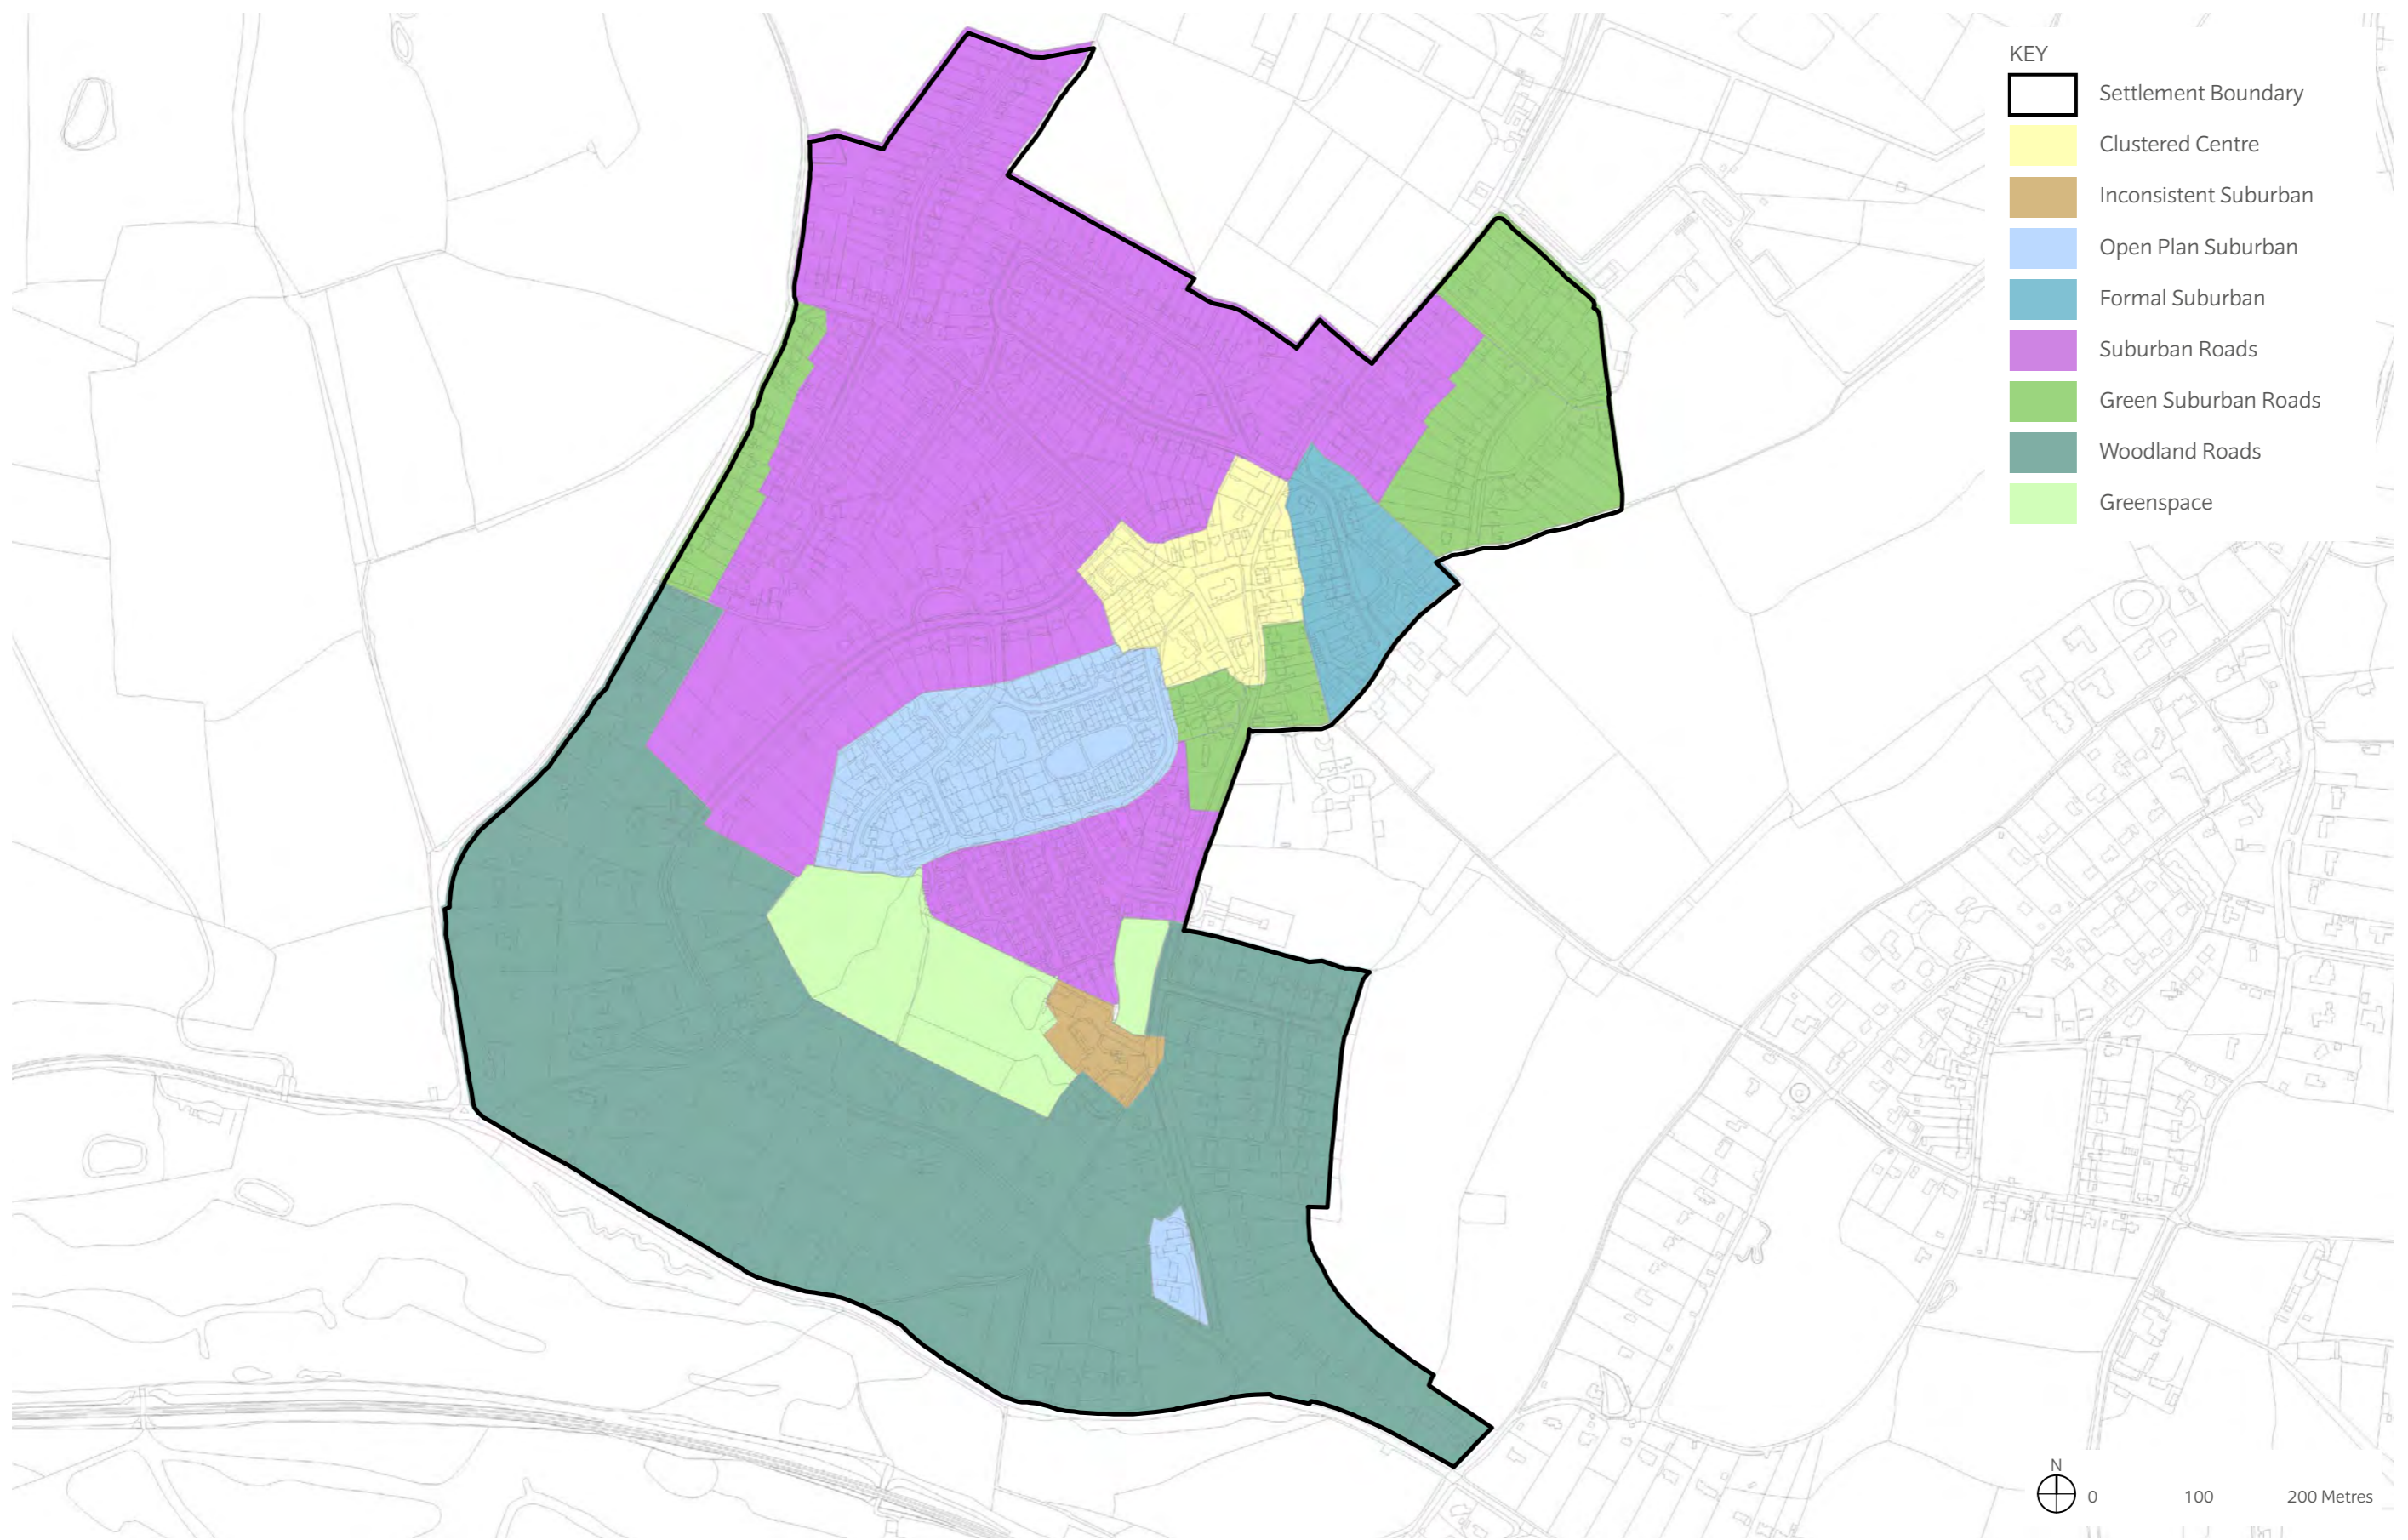 KEY
Settlement Boundary
Clustered Centre
Inconsistent Suburban
Open Plan Suburban
Formal Suburban
Suburban Roads
Green Suburban Roads
Woodland Roads
Greenspace
N
0 100 200 Metres